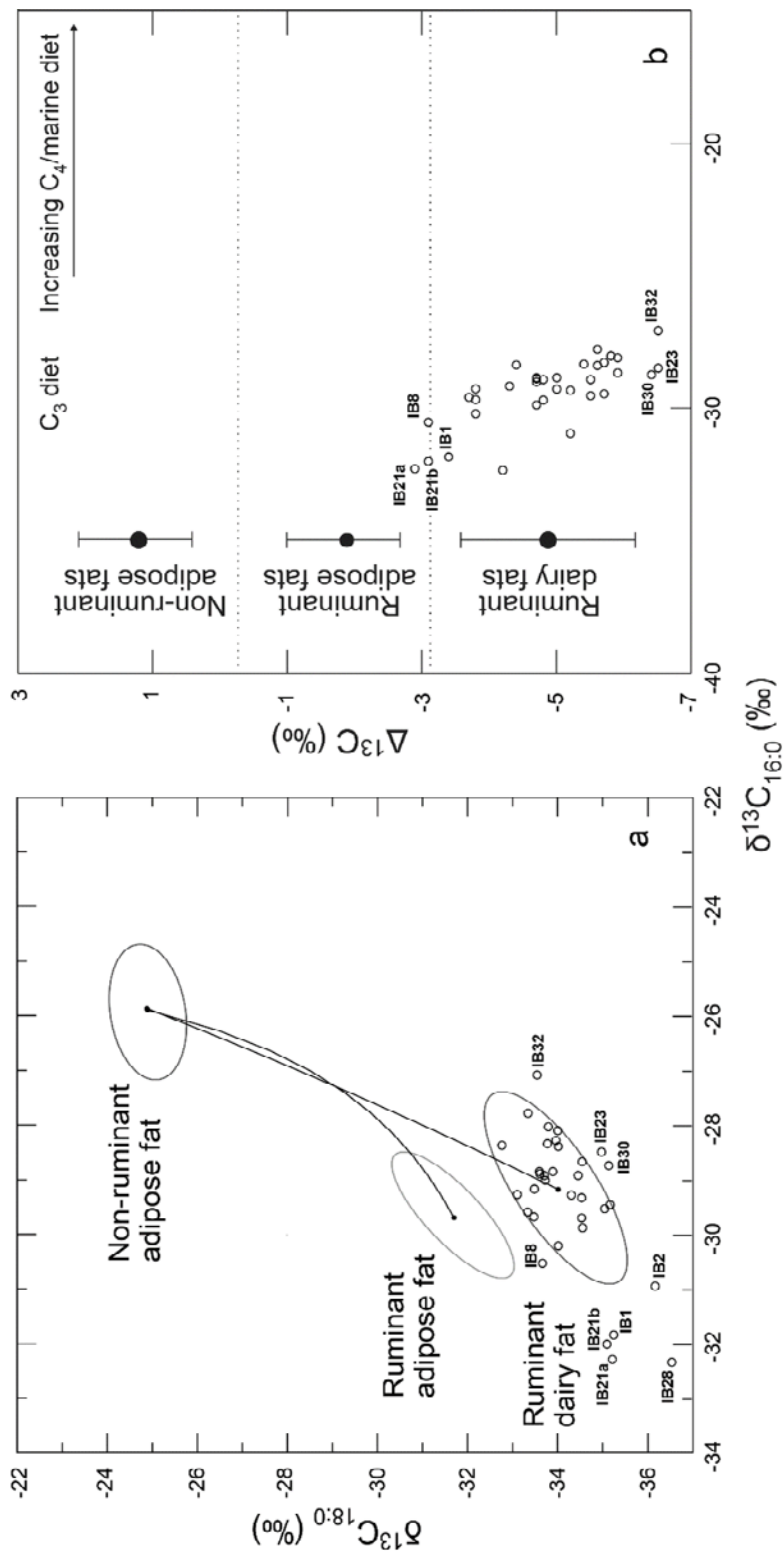 -22
-24
-26
-28
-30
-32
-34
-36
δ¹³C₁₈:₀ (‰)
Non-ruminant
adipose fat
Ruminant
adipose fat
Ruminant
dairy fat
IB32
IB23
IB30
IB8
IB2
IB21b
IB1
IB21a
IB28
a
-34
-32
-30
-28
-26
-24
-22
3
1
-1
-3
-5
-7
Δ¹³C (‰)
C₃ diet
Increasing C₄/marine diet
Non-ruminant
adipose fats
Ruminant
adipose fats
Ruminant
dairy fats
IB8
IB21a
IB21b
IB1
IB32
IB23
IB30
b
-40
-30
-20
δ¹³C₁₆:₀ (‰)